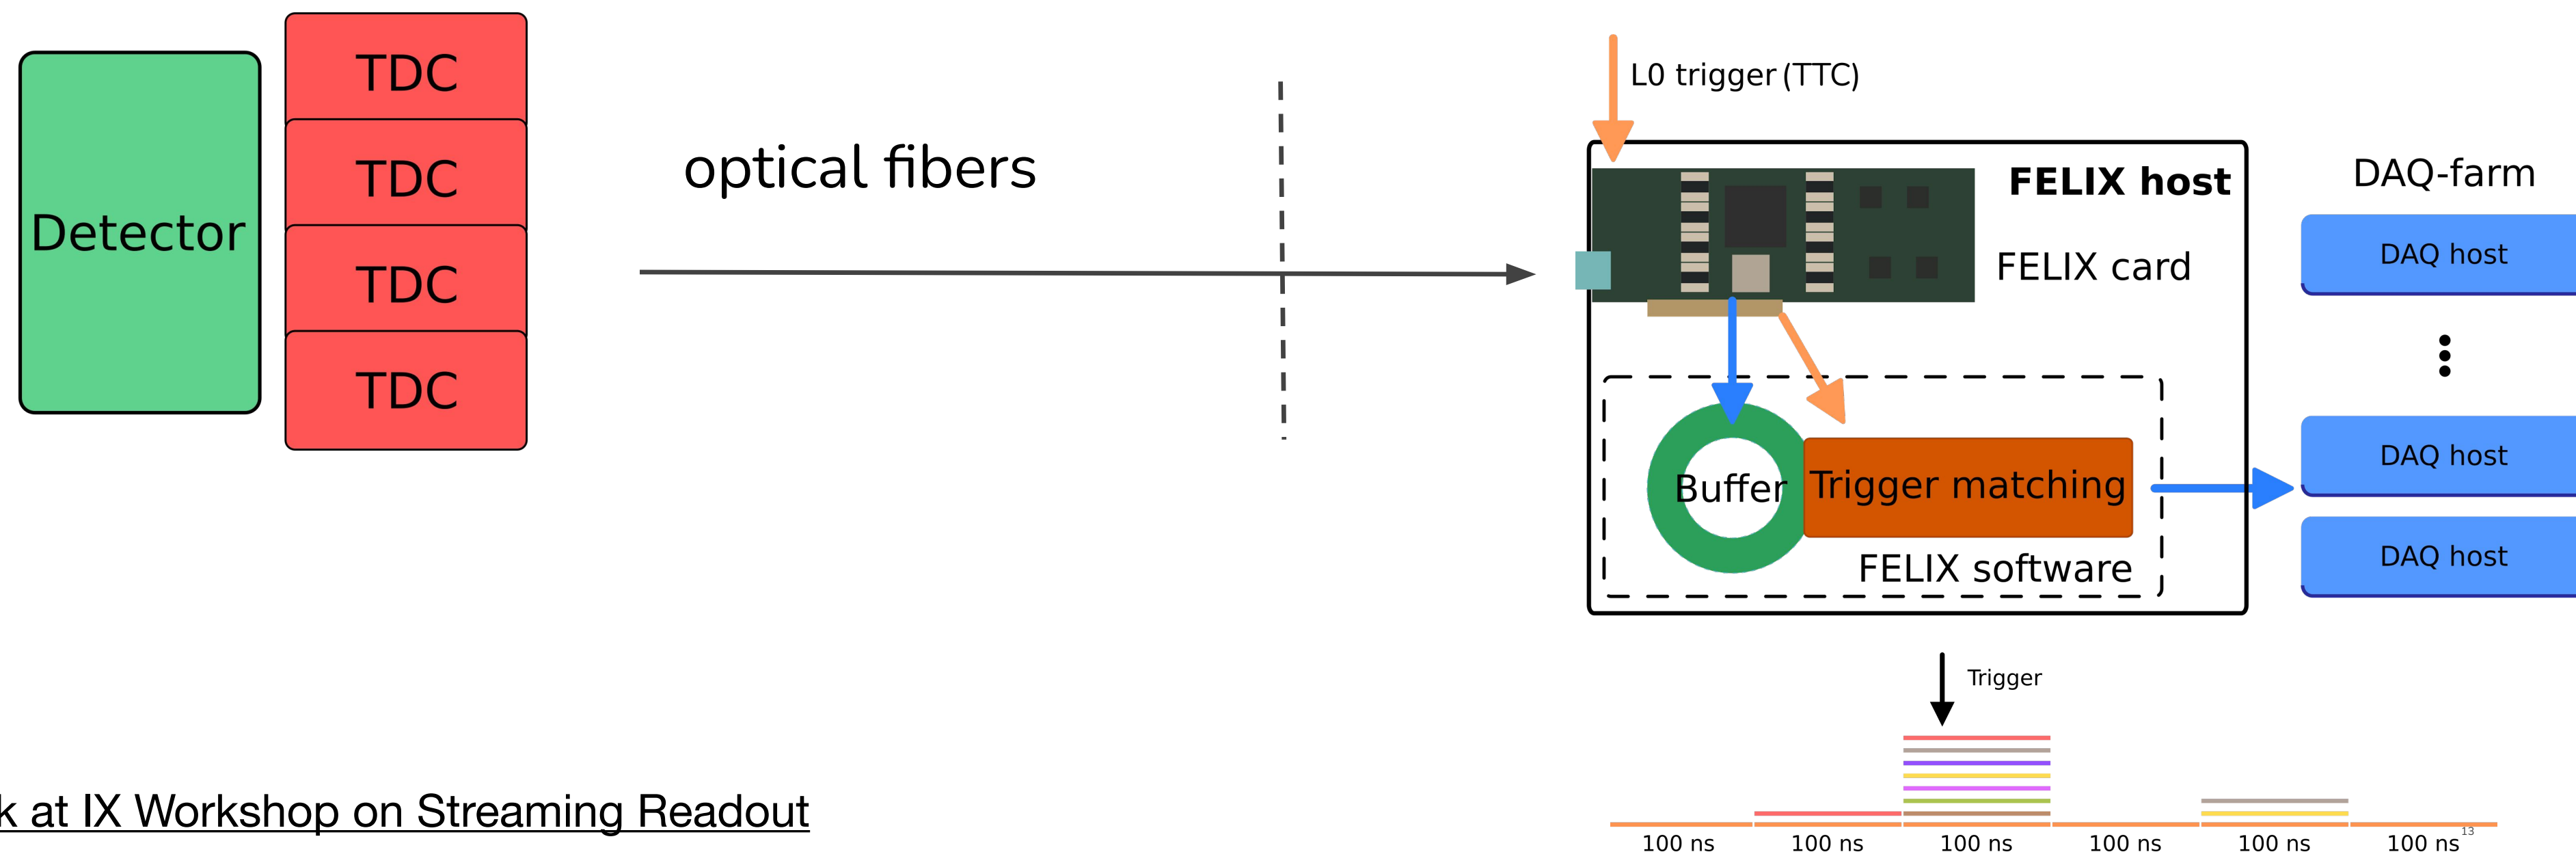 Detector
TDC
TDC
TDC
TDC
optical fibers
L0 trigger (TTC)
FELIX host
FELIX card
Buffer
Trigger matching
FELIX software
DAQ-farm
DAQ host
DAQ host
DAQ host
Trigger
100 ns
100 ns
100 ns
100 ns
100 ns
100 ns
13
k at IX Workshop on Streaming Readout